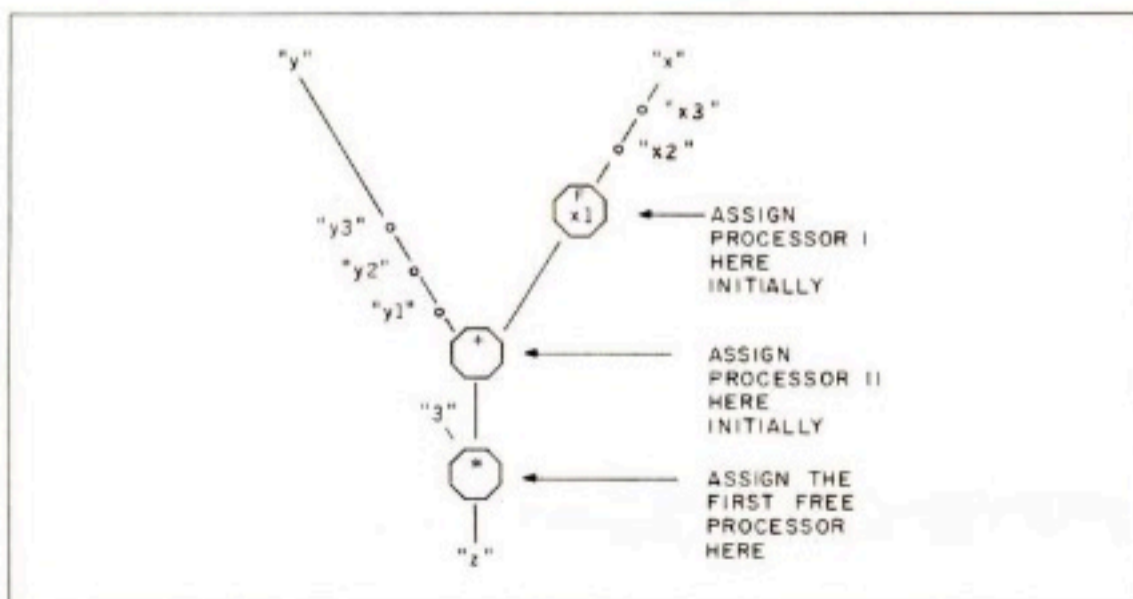 "y" "x"
"x3"
"x2"
F
x1
ASSIGN
PROCESSOR I
HERE
INITIALLY
"y3"
"y2"
"y1"
+
ASSIGN
PROCESSOR II
HERE
INITIALLY
"3"
*
ASSIGN THE
FIRST FREE
PROCESSOR
HERE
"z"